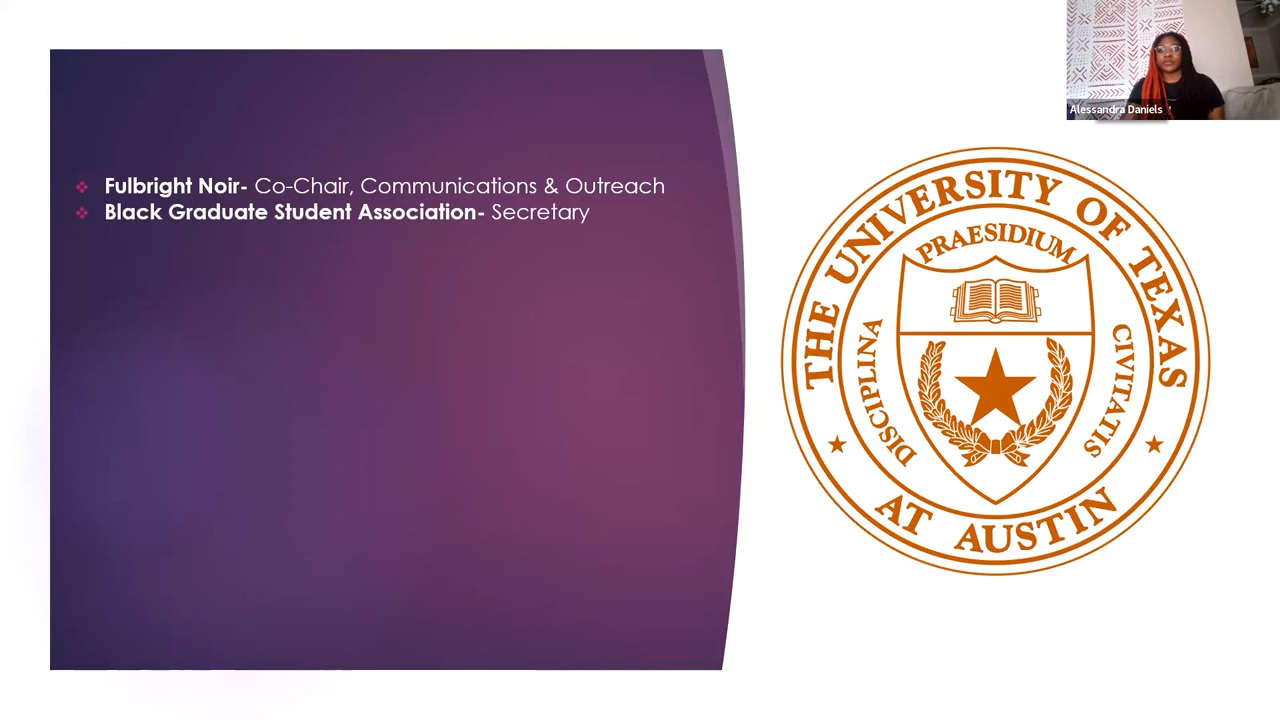 Alessandra Daniels
Fulbright Noir- Co-Chair, Communications & Outreach
Black Graduate Student Association- Secretary
THE UNIVERSITY OF TEXAS
PRAESIDIUM
DISCIPLINA
CIVITATIS
AT AUSTIN